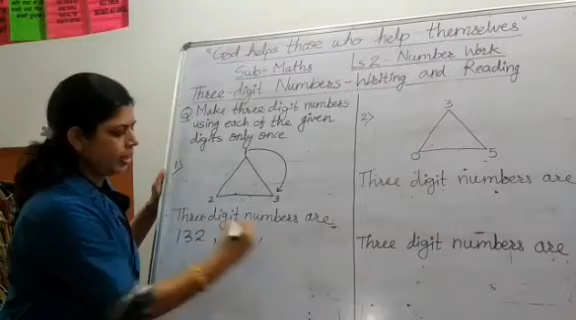 "God helps those who help themselves"
Sub- Maths Ls 2 - Number Work
Three-digit Numbers - Writing and Reading
Q Make three digit numbers
using each of the given
digits only once
1>
2 3
Three digit numbers are
132 , ,
2>
3
0 5
Three digit numbers are
Three digit numbers are